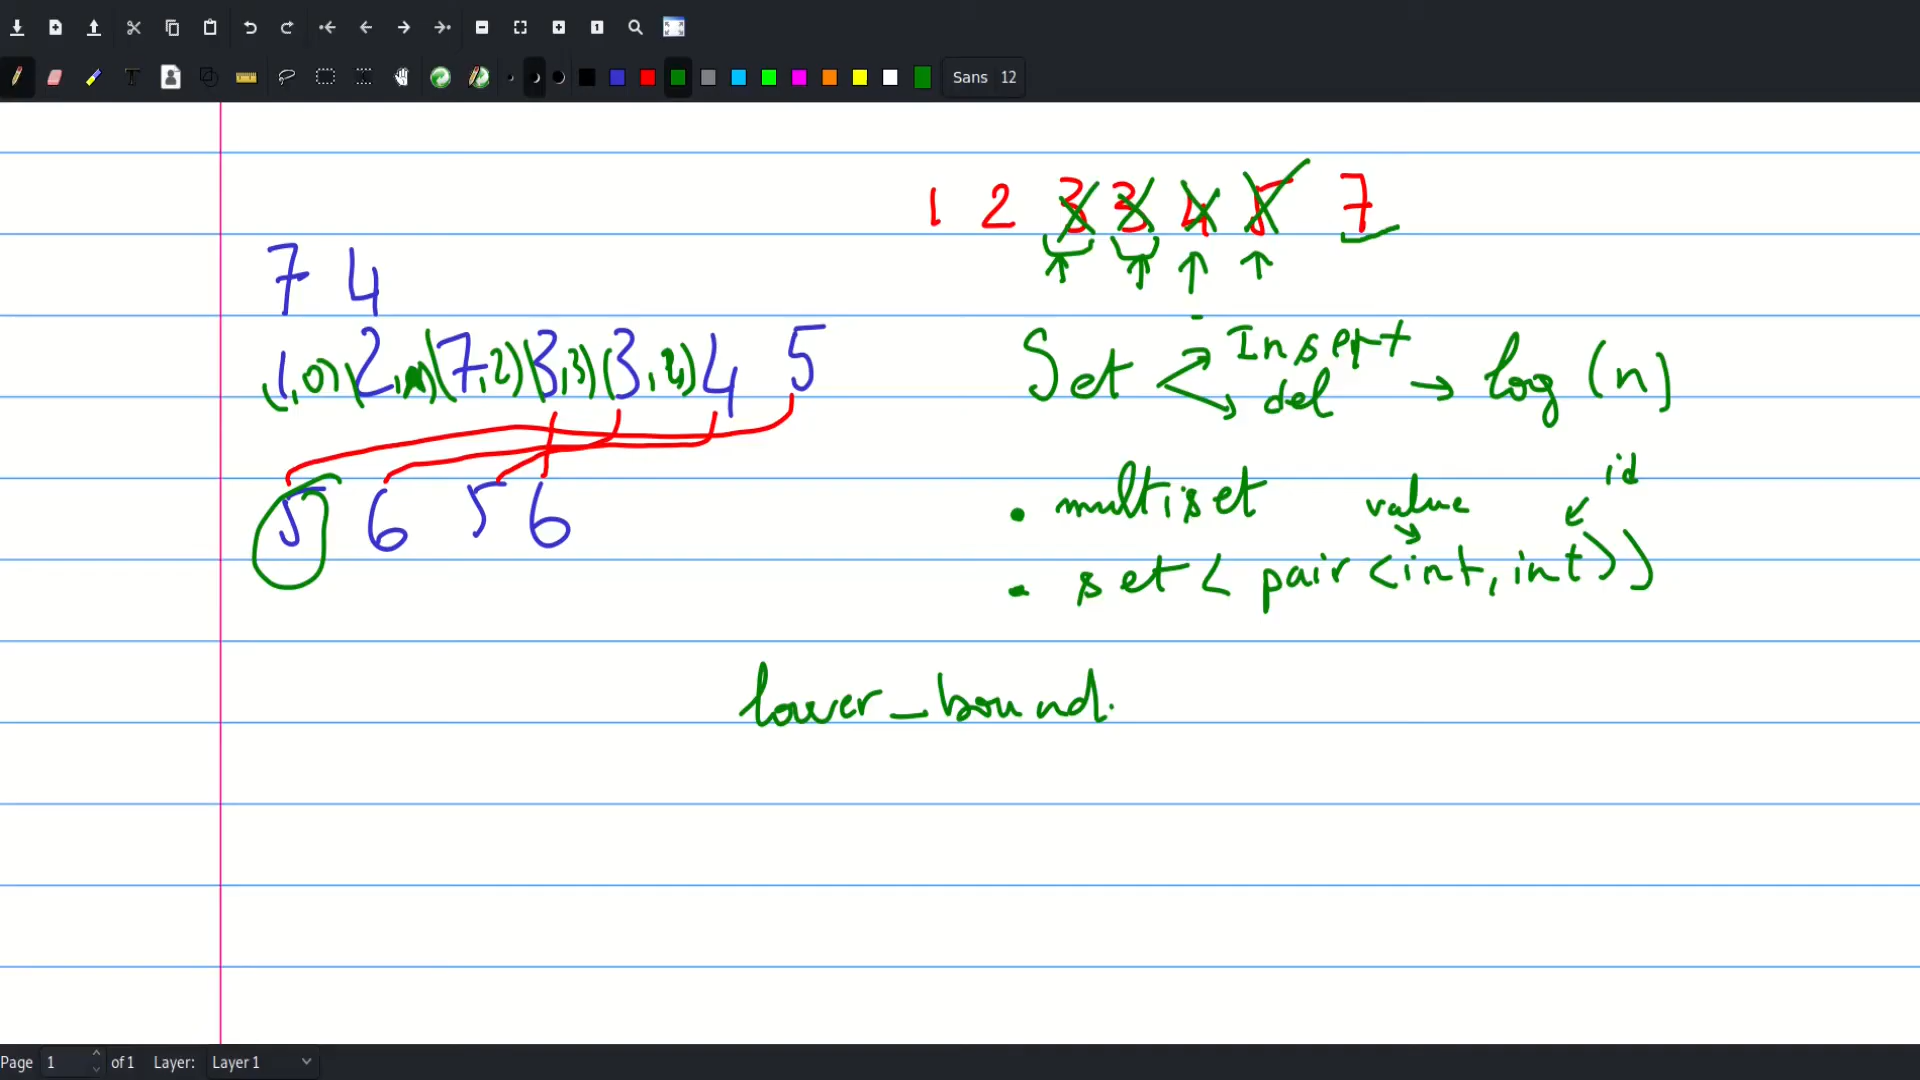 Sans 12
1 2 3 3 4 5 7
7 4
(1,0) (2,1) (7,2) (3,3) (3,4) 4 5
Set Insert
del → log (n)
5 6 5 6
• multiset value id
• set < pair <int, int>>
lower_bound.
Page 1 of 1 Layer: Layer 1